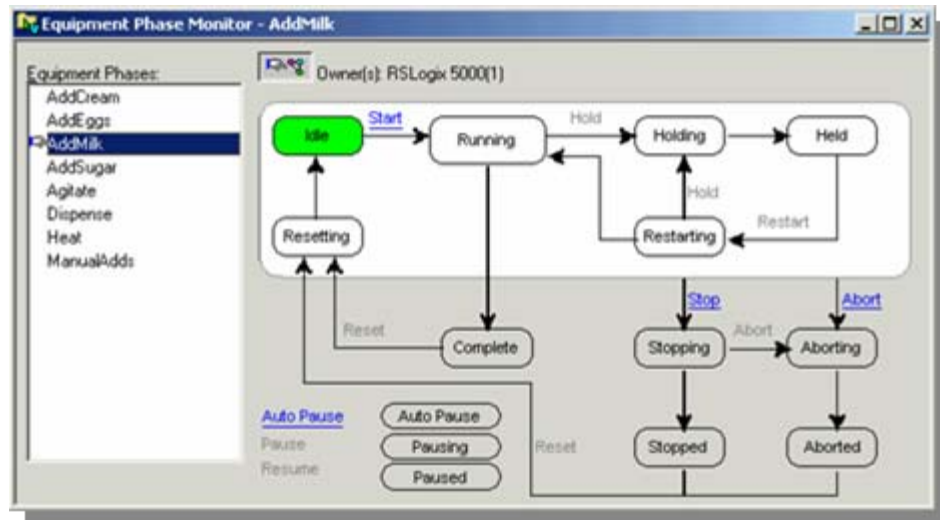 Equipment Phase Monitor - AddMilk
Equipment Phases:
AddCream
AddEggs
AddMilk
AddSugar
Agitate
Dispense
Heat
ManualAdds
Owner(s): RSLogix 5000(1)
Idle
Start
Running
Hold
Holding
Held
Hold
Resetting
Restarting
Restart
Stop
Abort
Reset
Complete
Stopping
Abort
Aborting
Auto Pause
Auto Pause
Pause
Pausing
Reset
Stopped
Aborted
Resume
Paused